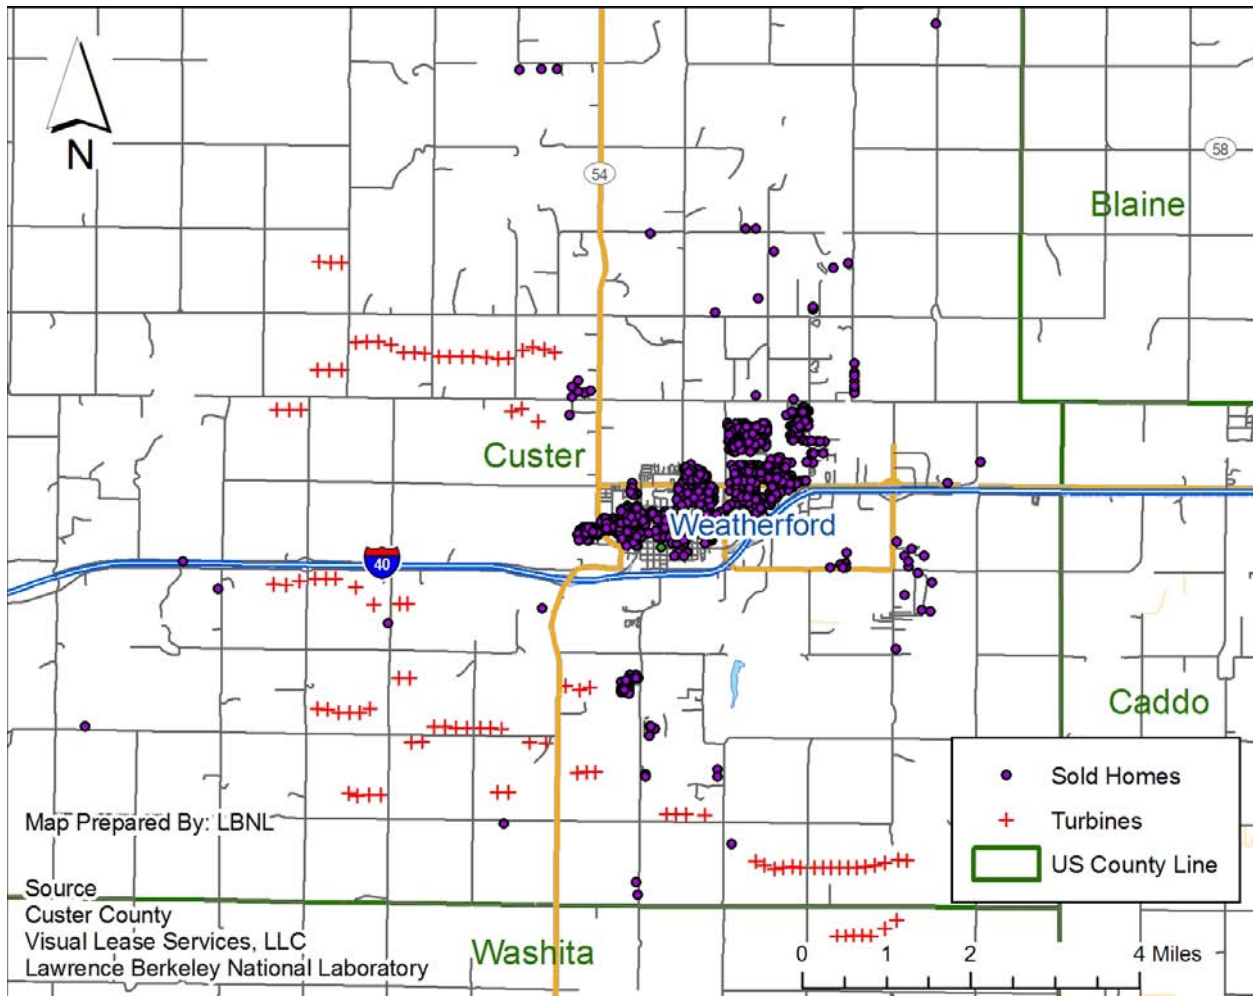 54
58
N
Blaine
Custer
Weatherford
40
Caddo
Sold Homes
Turbines
US County Line
Map Prepared By: LBNL
Source
Custer County
Visual Lease Services, LLC
Lawrence Berkeley National Laboratory
Washita
0 1 2 4 Miles